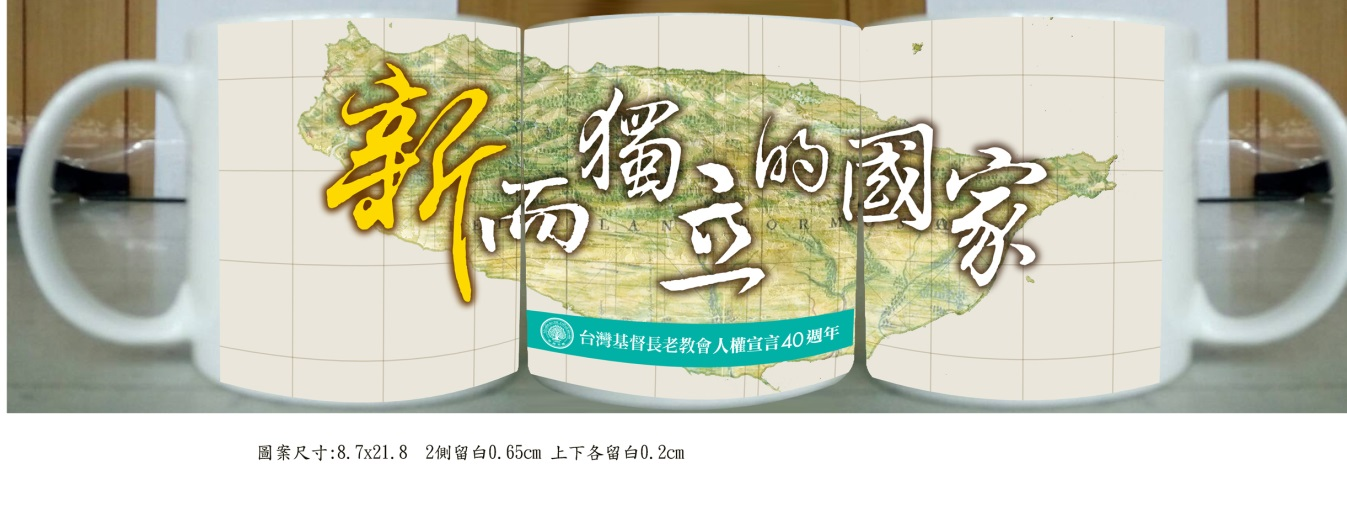 新而獨立的國家
台灣基督長老教會人權宣言40週年
圖案尺寸:8.7x21.8 2側留白0.65cm 上下各留白0.2cm